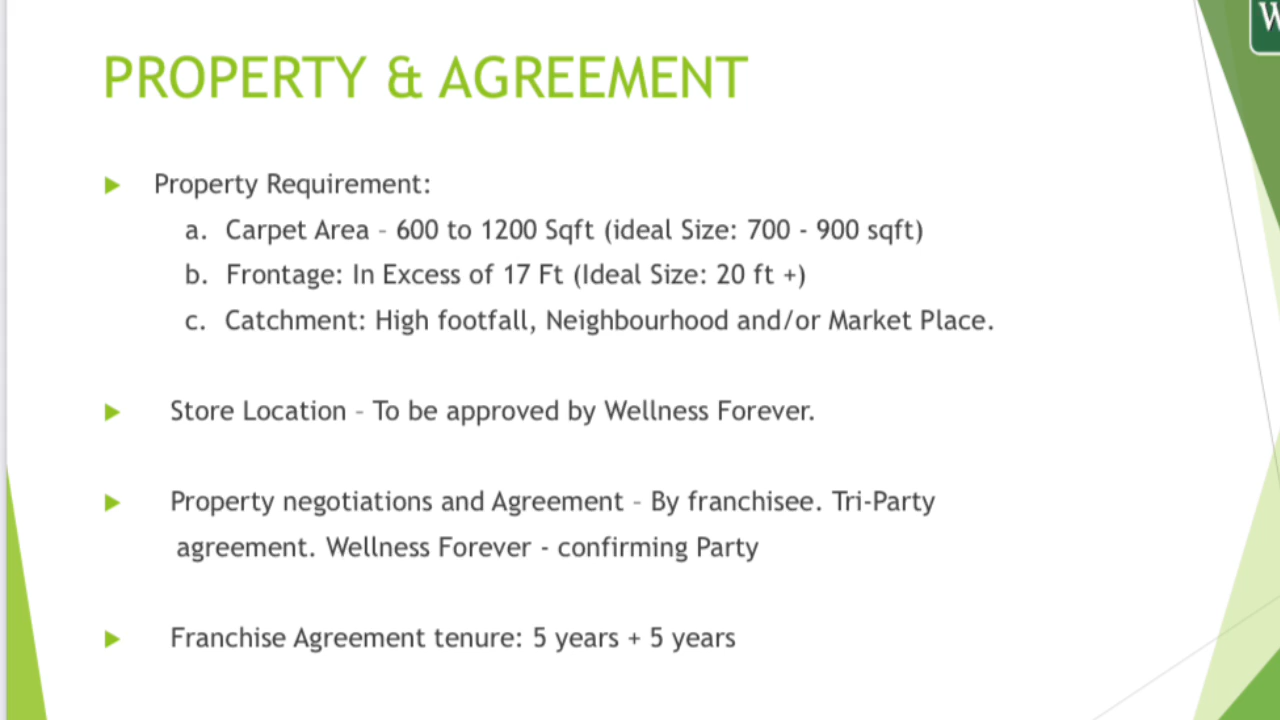 W
PROPERTY & AGREEMENT
Property Requirement:
a. Carpet Area – 600 to 1200 Sqft (ideal Size: 700 - 900 sqft)
b. Frontage: In Excess of 17 Ft (Ideal Size: 20 ft +)
c. Catchment: High footfall, Neighbourhood and/or Market Place.
Store Location – To be approved by Wellness Forever.
Property negotiations and Agreement – By franchisee. Tri-Party
agreement. Wellness Forever - confirming Party
Franchise Agreement tenure: 5 years + 5 years